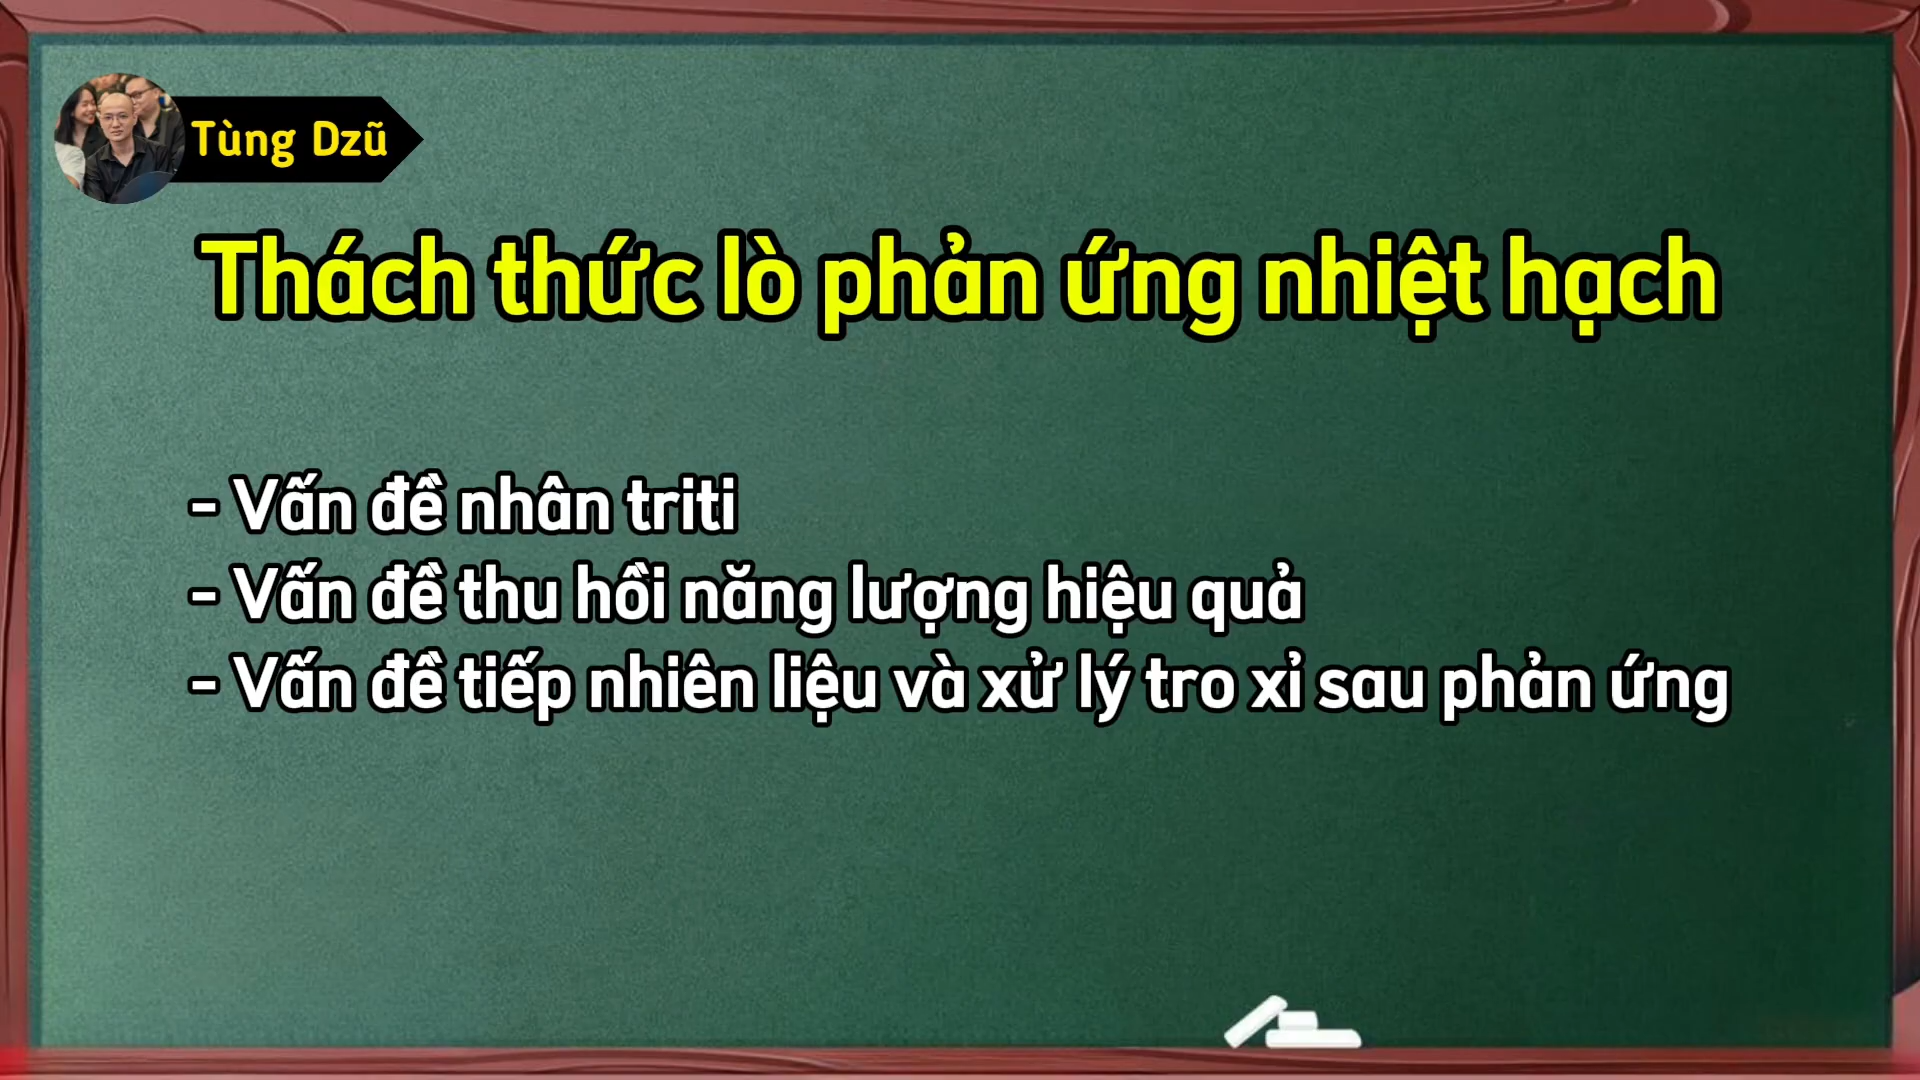 Tùng Dzũ
Thách thức lò phản ứng nhiệt hạch
- Vấn đề nhân triti
- Vấn đề thu hồi năng lượng hiệu quả
- Vấn đề tiếp nhiên liệu và xử lý tro xỉ sau phản ứng